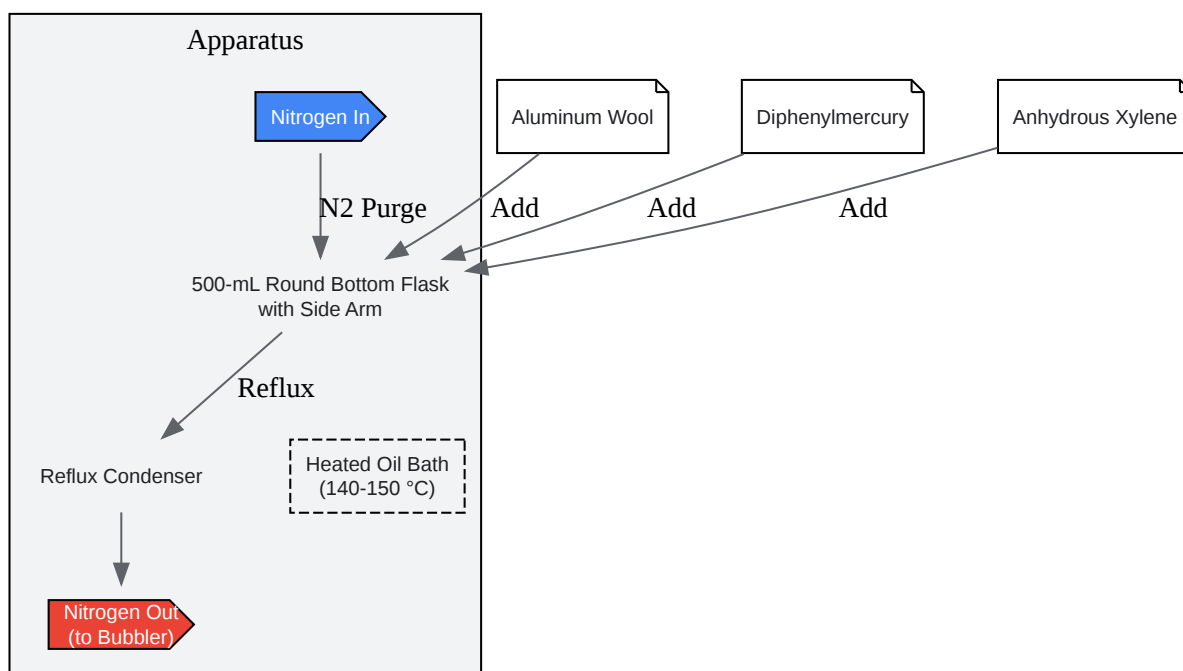 Apparatus
Nitrogen In
Aluminum Wool
Diphenylmercury
Anhydrous Xylene
N2 Purge
Add
Add
Add
500-mL Round Bottom Flask
with Side Arm
Reflux
Reflux Condenser
Heated Oil Bath
(140-150 °C)
Nitrogen Out
(to Bubbler)